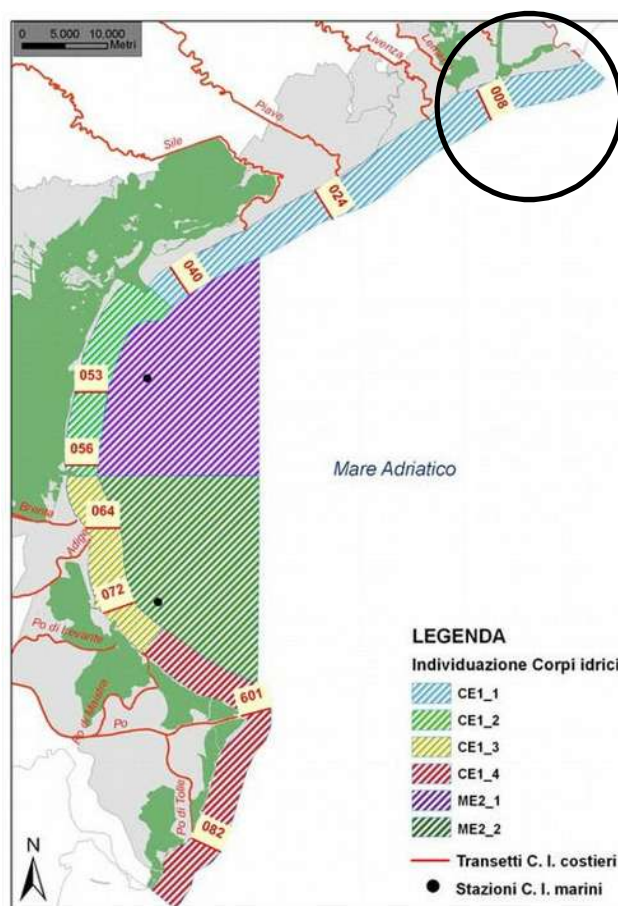 0 5.000 10.000
Metri
Livenza
Piave
Sile
008
024
040
053
056
Mare Adriatico
Brenta
064
Adige
072
Po di Levante
Po di Maistra
601
Po
Po di Tolle
082
N
LEGENDA
Individuazione Corpi idrici
CE1_1
CE1_2
CE1_3
CE1_4
ME2_1
ME2_2
Transetti C. I. costieri
Stazioni C. I. marini